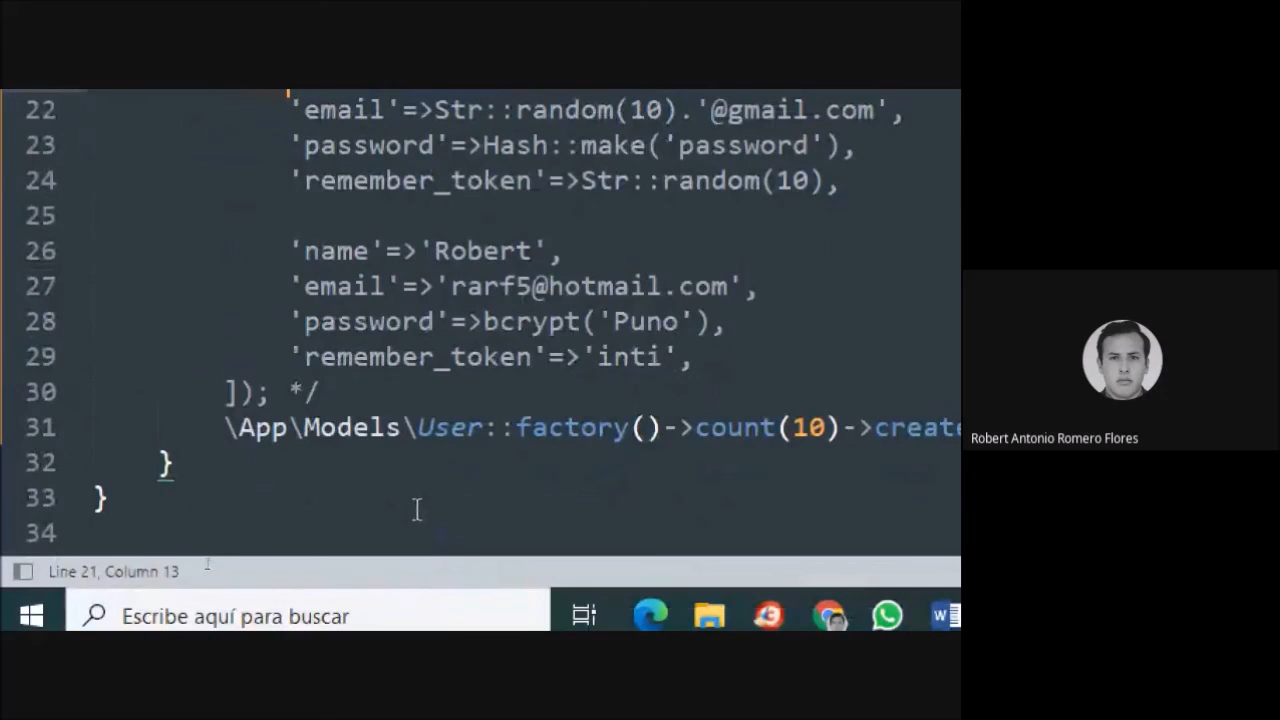 22 'email'=>Str::random(10).'@gmail.com',
23 'password'=>Hash::make('password'),
24 'remember_token'=>Str::random(10),
25
26 'name'=>'Robert',
27 'email'=>'rarf5@hotmail.com',
28 'password'=>bcrypt('Puno'),
29 'remember_token'=>'inti',
30 ]); */
31 \App\Models\User::factory()->count(10)->create
32 }
33 }
34
Line 21, Column 13
Escribe aquí para buscar
Robert Antonio Romero Flores